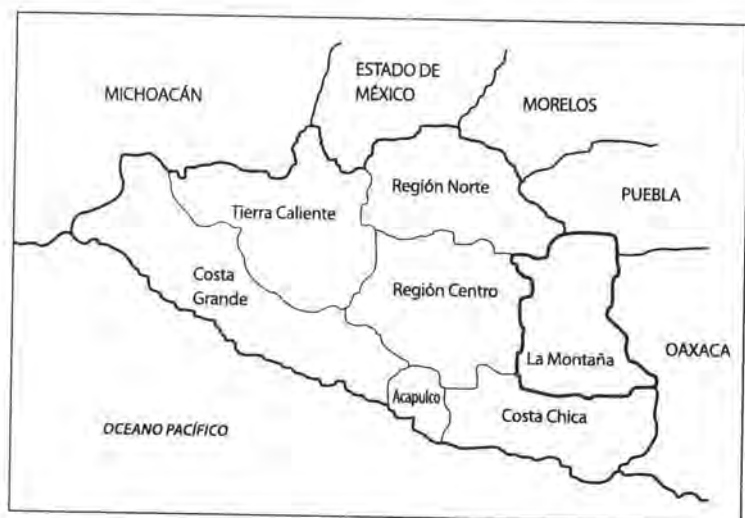 ESTADO DE
MÉXICO
MICHOACÁN
MORELOS
Región Norte
PUEBLA
Tierra Caliente
Costa
Grande
Región Centro
La Montaña
OAXACA
Acapulco
Costa Chica
OCEANO PACÍFICO